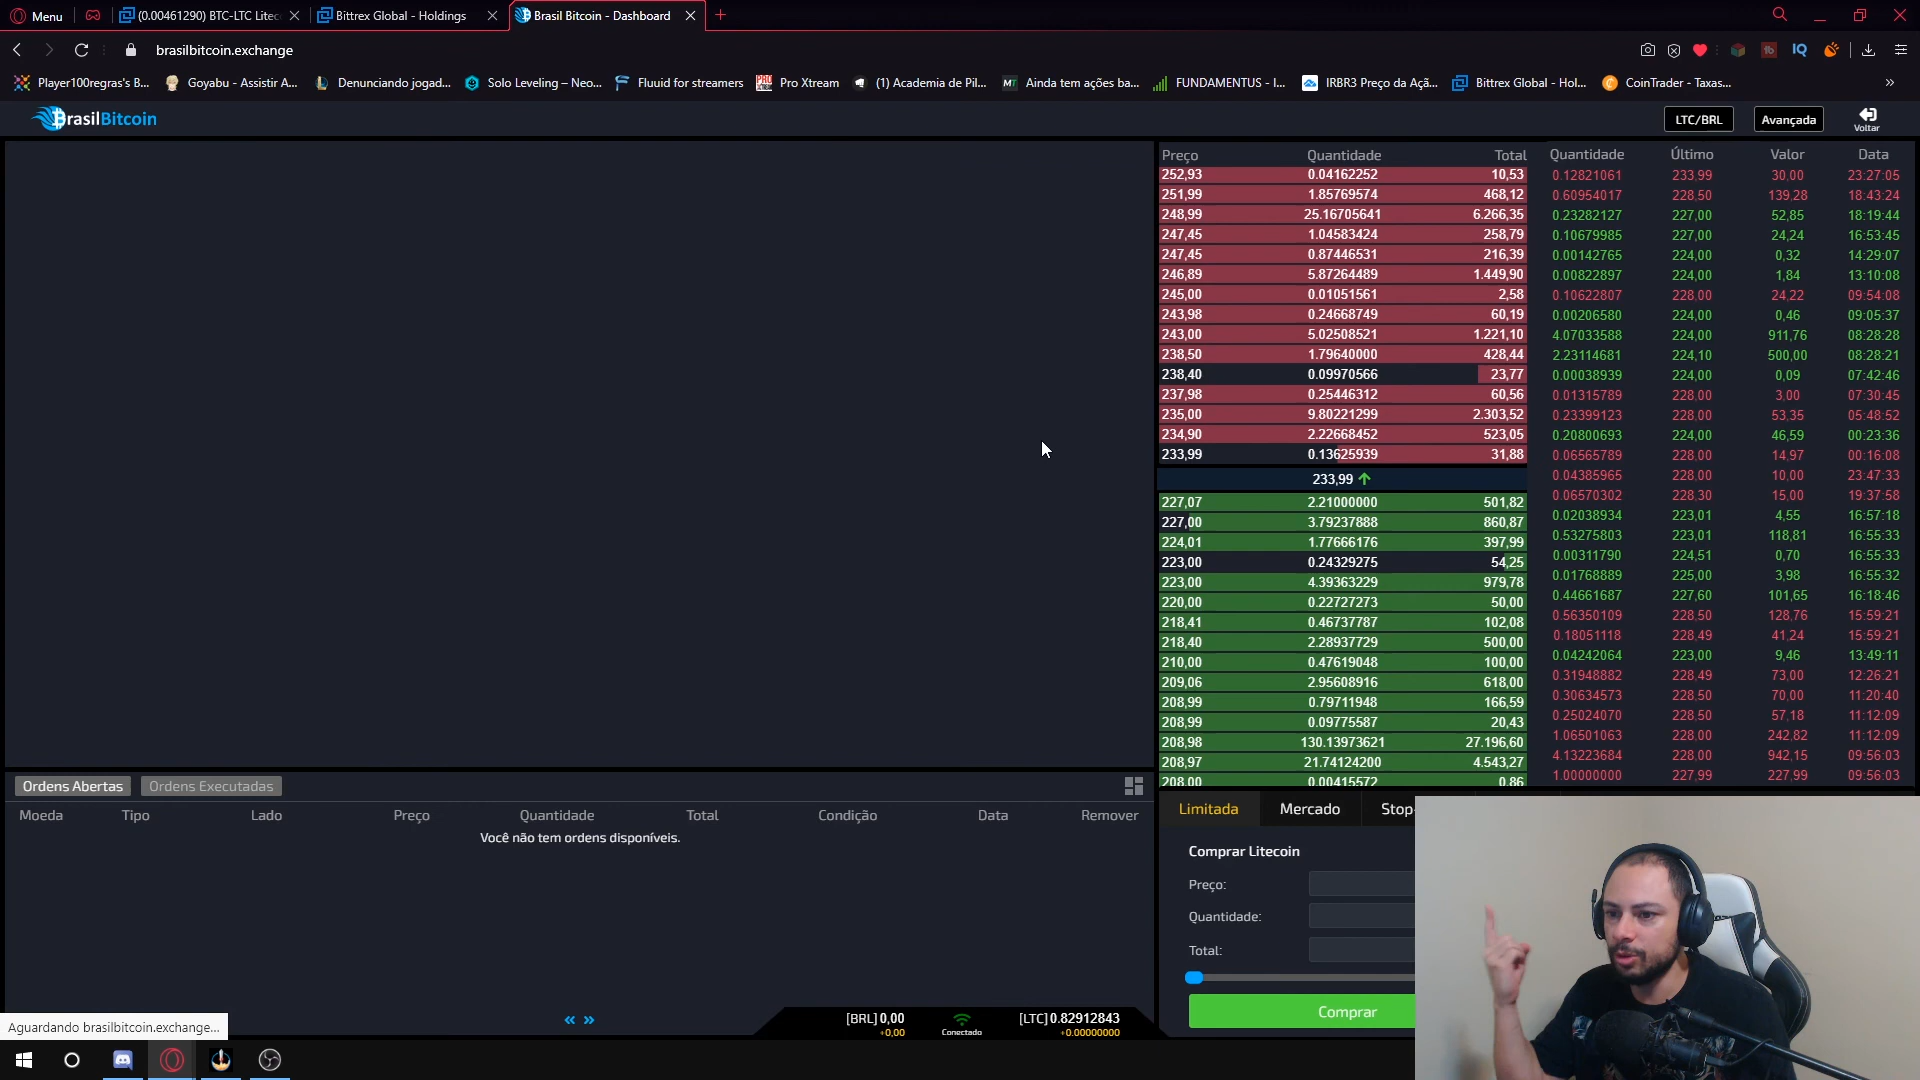 Menu
(0.00461290) BTC-LTC Litec
Bittrex Global - Holdings
Brasil Bitcoin - Dashboard
brasilbitcoin.exchange
Player100regras's B...
Goyabu - Assistir A...
Denunciando jogad...
Solo Leveling – Neo...
Fluuid for streamers
Pro Xtream
(1) Academia de Pil...
Ainda tem ações ba...
FUNDAMENTUS - I...
IRBR3 Preço da Açã...
Bittrex Global - Hol...
CoinTrader - Taxas...
BrasilBitcoin
LTC/BRL
Avançada
Voltar
Preço Quantidade Total
252,93 0.04162252 10,53
251,99 1.85769574 468,12
248,99 25.16705641 6.266,35
247,45 1.04583424 258,79
247,45 0.87446531 216,39
246,89 5.87264489 1.449,90
245,00 0.01051561 2,58
243,98 0.24668749 60,19
243,00 5.02508521 1.221,10
238,50 1.79640000 428,44
238,40 0.09970566 23,77
237,98 0.25446312 60,56
235,00 9.80221299 2.303,52
234,90 2.22668452 523,05
233,99 0.13625939 31,88
233,99
227,07 2.21000000 501,82
227,00 3.79237888 860,87
224,01 1.77666176 397,99
223,00 0.24329275 54,25
223,00 4.39363229 979,78
220,00 0.22727273 50,00
218,41 0.46737787 102,08
218,40 2.28937729 500,00
210,00 0.47619048 100,00
209,06 2.95608916 618,00
208,99 0.79711948 166,59
208,99 0.09775587 20,43
208,98 130.13973621 27.196,60
208,97 21.74124200 4.543,27
208,00 0.00415572 0,86
Quantidade Último Valor Data
0.12821061 233,99 30,00 23:27:05
0.60954017 228,50 139,28 18:43:24
0.23282127 227,00 52,85 18:19:44
0.10679985 227,00 24,24 16:53:45
0.00142765 224,00 0,32 14:29:07
0.00822897 224,00 1,84 13:10:08
0.10622807 228,00 24,22 09:54:08
0.00206580 224,00 0,46 09:05:37
4.07033588 224,00 911,76 08:28:28
2.23114681 224,10 500,00 08:28:21
0.00038939 224,00 0,09 07:42:46
0.01315789 228,00 3,00 07:30:45
0.23399123 228,00 53,35 05:48:52
0.20800693 224,00 46,59 00:23:36
0.06565789 228,00 14,97 00:16:08
0.04385965 228,00 10,00 23:47:33
0.06570302 228,30 15,00 19:37:58
0.02038934 223,01 4,55 16:57:18
0.53275803 223,01 118,81 16:55:33
0.00311790 224,51 0,70 16:55:33
0.01768889 225,00 3,98 16:55:32
0.44661687 227,60 101,65 16:18:46
0.56350109 228,50 128,76 15:59:21
0.18051118 228,49 41,24 15:59:21
0.04242064 223,00 9,46 13:49:11
0.31948882 228,49 73,00 12:26:21
0.30634573 228,50 70,00 11:20:40
0.25024070 228,50 57,18 11:12:09
1.06501063 228,00 242,82 11:12:09
4.13223684 228,00 942,15 09:56:03
1.00000000 227,99 227,99 09:56:03
Ordens Abertas
Ordens Executadas
Moeda Tipo Lado Preço Quantidade Total Condição Data Remover
Você não tem ordens disponíveis.
Limitada Mercado Stop-
Comprar Litecoin
Preço:
Quantidade:
Total:
Comprar
[BRL] 0,00
+0,00
Conectado
[LTC] 0.82912843
+0.00000000
Aguardando brasilbitcoin.exchange...